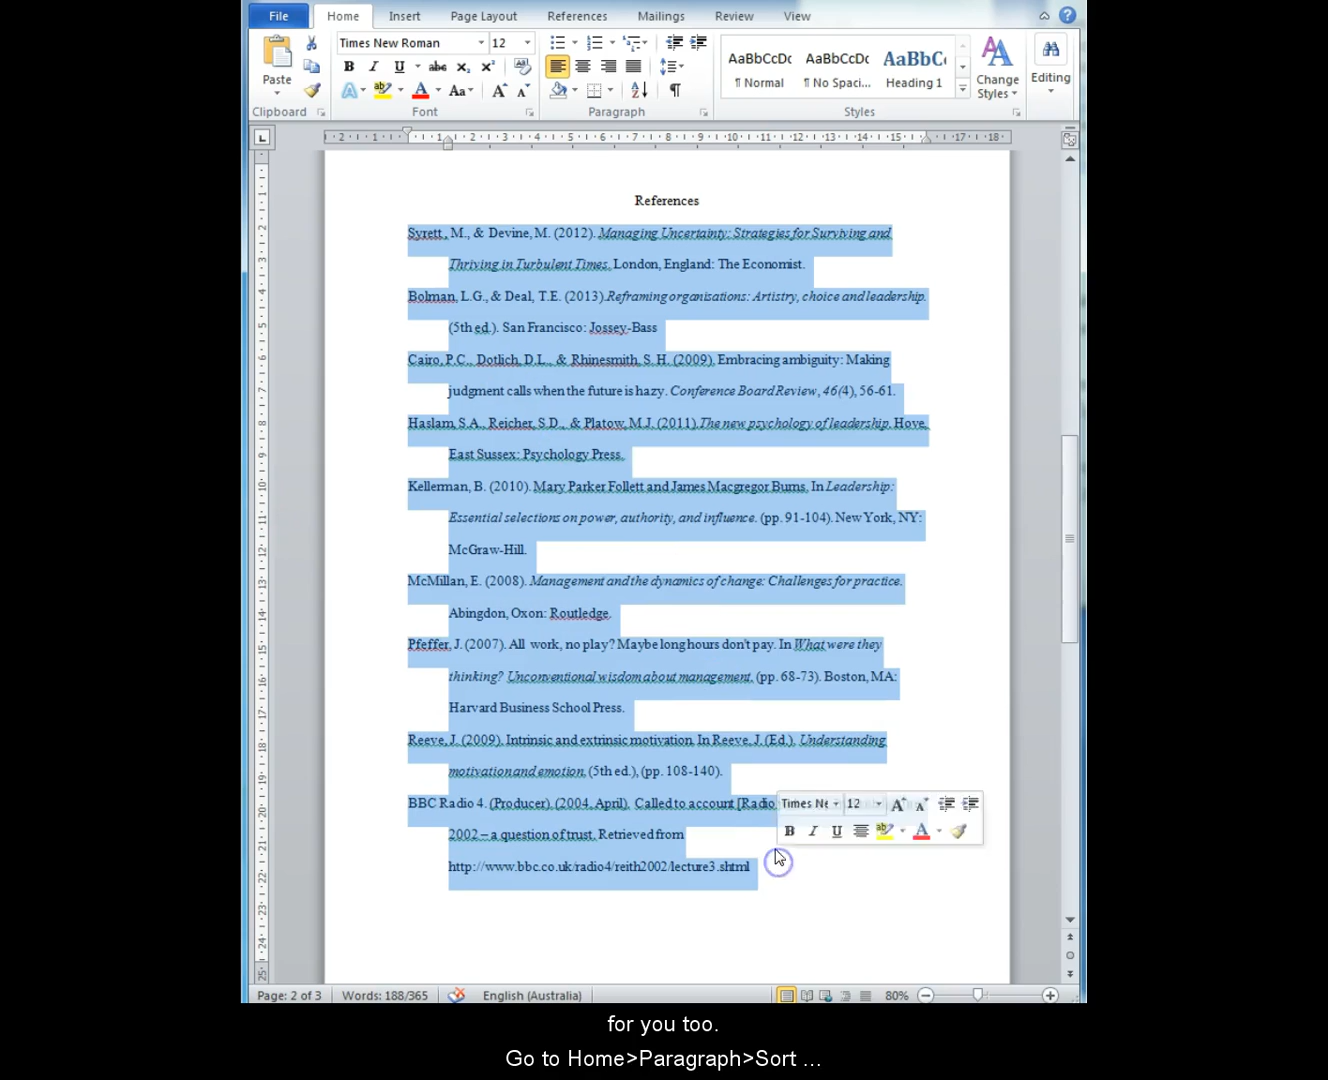 File Home Insert Page Layout References Mailings Review View
Times New Roman 12
AaBbCcDc AaBbCcDc AaBbC
Paste
¶ Normal ¶ No Spaci... Heading 1 Change Styles Editing
Clipboard Font Paragraph Styles
References
Syrett, M., & Devine, M. (2012). Managing Uncertainty: Strategies for Surviving and
Thriving in Turbulent Times. London, England: The Economist.
Bolman, L.G., & Deal, T.E. (2013).Reframing organisations: Artistry, choice and leadership.
(5th ed.). San Francisco: Jossey-Bass
Cairo, P.C., Dotlich, D.L., & Rhinesmith, S. H. (2009). Embracing ambiguity: Making
judgment calls when the future is hazy. Conference Board Review, 46(4), 56-61.
Haslam, S.A., Reicher, S.D., & Platow, M.J. (2011).The new psychology of leadership. Hove,
East Sussex: Psychology Press.
Kellerman, B. (2010). Mary Parker Follett and James Macgregor Burns. In Leadership:
Essential selections on power, authority, and influence. (pp. 91-104). New York, NY:
McGraw-Hill.
McMillan, E. (2008). Management and the dynamics of change: Challenges for practice.
Abingdon, Oxon: Routledge.
Pfeffer, J. (2007). All work, no play? Maybe long hours don't pay. In What were they
thinking? Unconventional wisdom about management. (pp. 68-73). Boston, MA:
Harvard Business School Press.
Reeve, J. (2009). Intrinsic and extrinsic motivation. In Reeve, J. (Ed.). Understanding
motivation and emotion. (5th ed.), (pp. 108-140).
BBC Radio 4. (Producer). (2004, April). Called to account [Radio
Times Ne 12
2002 – a question of trust. Retrieved from
http://www.bbc.co.uk/radio4/reith2002/lecture3.shtml
Page: 2 of 3 Words: 188/365 English (Australia) 80%
for you too.
Go to Home>Paragraph>Sort ...